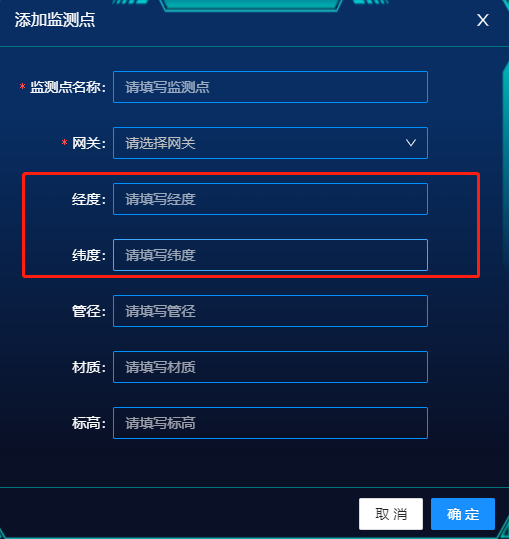 添加监测点 X
* 监测点名称: 请填写监测点
* 网关: 请选择网关
经度: 请填写经度
纬度: 请填写纬度
管径: 请填写管径
材质: 请填写材质
标高: 请填写标高
取 消 确 定